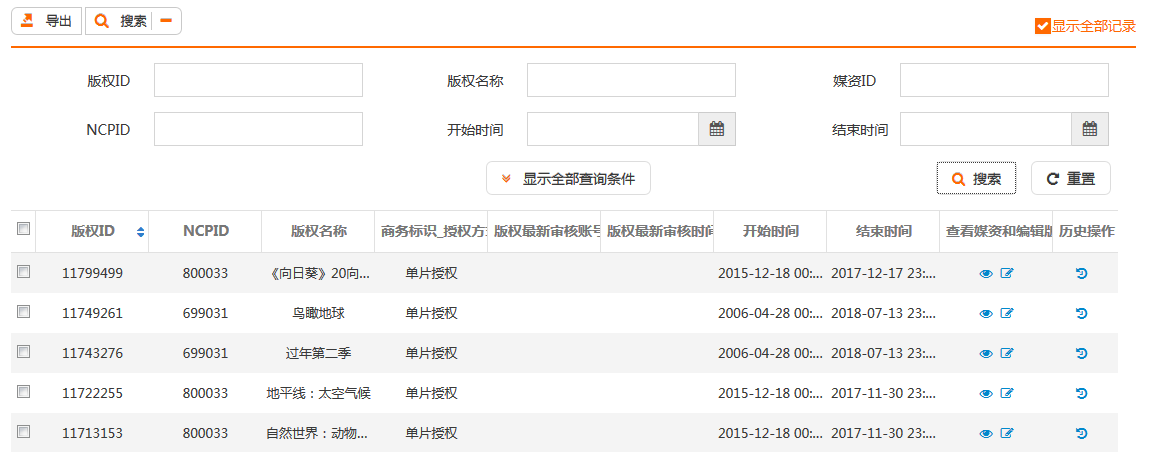 导出 搜索
显示全部记录
版权ID 版权名称 媒资ID
NCPID 开始时间 结束时间
显示全部查询条件 搜索 重置
版权ID NCPID 版权名称 商务标识_授权方式 版权最新审核账号 版权最新审核时间 开始时间 结束时间 查看媒资和编辑版 历史操作
11799499 800033 《向日葵》20向... 单片授权 2015-12-18 00:... 2017-12-17 23:...
11749261 699031 鸟瞰地球 单片授权 2006-04-28 00:... 2018-07-13 23:...
11743276 699031 过年第二季 单片授权 2006-04-28 00:... 2018-07-13 23:...
11722255 800033 地平线：太空气候 单片授权 2015-12-18 00:... 2017-11-30 23:...
11713153 800033 自然世界：动物... 单片授权 2015-12-18 00:... 2017-11-30 23:...